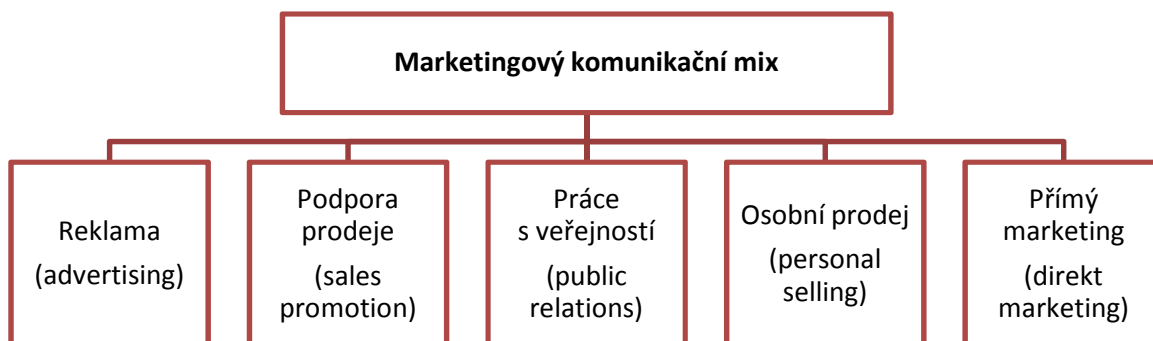 Marketingový komunikační mix
Reklama
(advertising)
Podpora
prodeje
(sales
promotion)
Práce
s veřejností
(public
relations)
Osobní prodej
(personal
selling)
Přímý
marketing
(direkt
marketing)